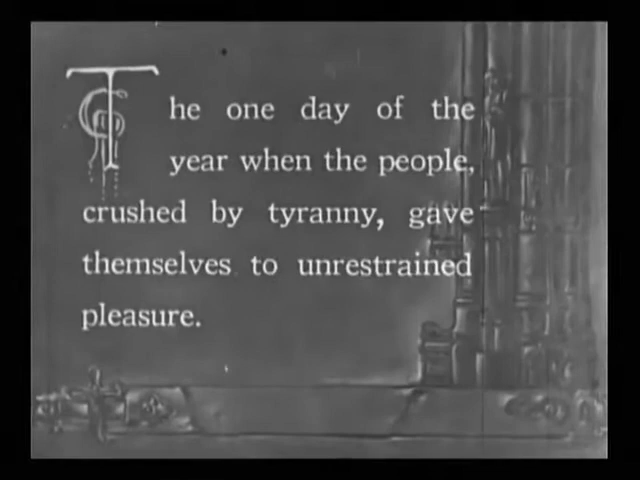 The one day of the
year when the people,
crushed by tyranny, gave
themselves to unrestrained
pleasure.